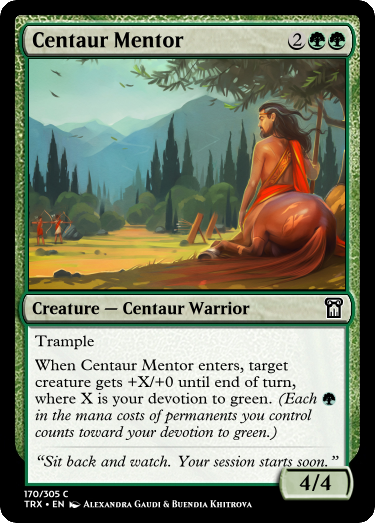 Centaur Mentor 2
Creature — Centaur Warrior
Trample
When Centaur Mentor enters, target
creature gets +X/+0 until end of turn,
where X is your devotion to green. (Each
in the mana costs of permanents you control
counts toward your devotion to green.)
“Sit back and watch. Your session starts soon.”
4/4
170/305 C
TRX • EN Alexandra Gaudi & Buendia Khitrova